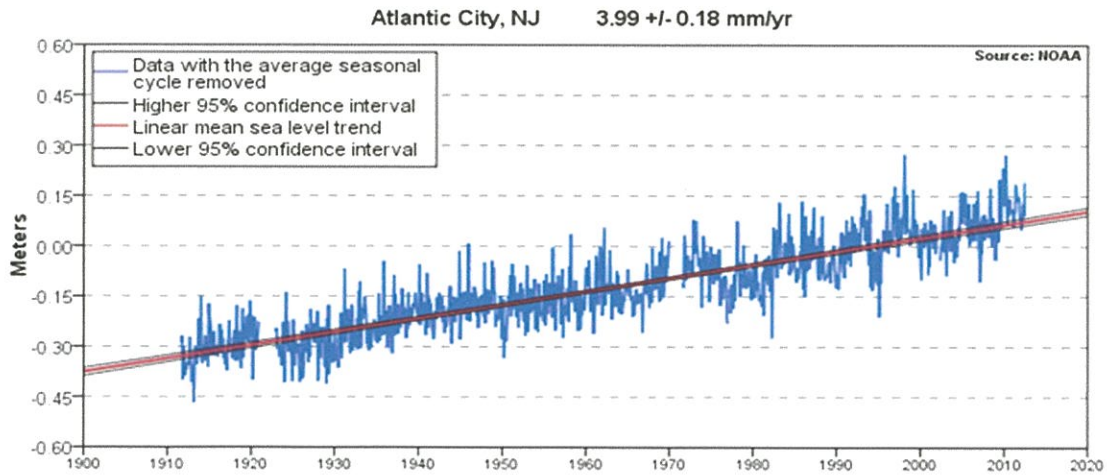 Atlantic City, NJ 3.99 +/- 0.18 mm/yr
Source: NOAA
Data with the average seasonal
cycle removed
Higher 95% confidence interval
Linear mean sea level trend
Lower 95% confidence interval
Meters
0.60
0.45
0.30
0.15
0.00
-0.15
-0.30
-0.45
-0.60
1900 1910 1920 1930 1940 1950 1960 1970 1980 1990 2000 2010 2020